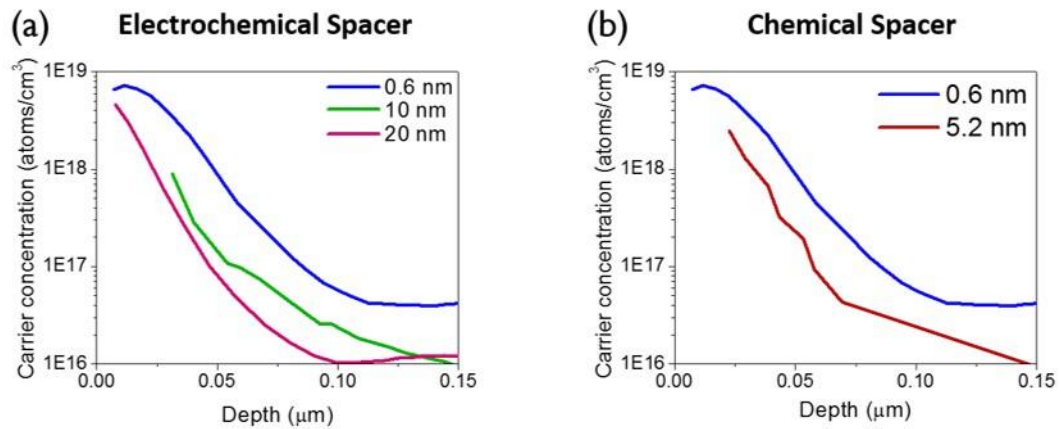 (a) Electrochemical Spacer
Carrier concentration (atoms/cm³)
1E19
1E18
1E17
1E16
0.6 nm
10 nm
20 nm
0.00 0.05 0.10 0.15
Depth (μm)
(b) Chemical Spacer
Carrier concentration (atoms/cm³)
1E19
1E18
1E17
1E16
0.6 nm
5.2 nm
0.00 0.05 0.10 0.15
Depth (μm)